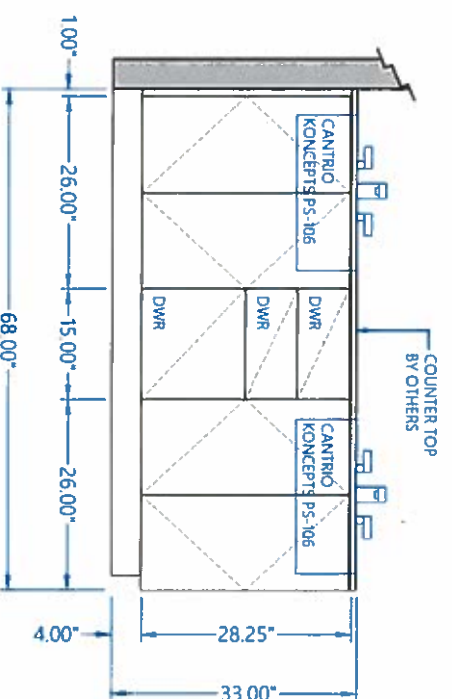 COUNTER TOP
BY OTHERS
CANTRIO
KONCEPTS PS-106
CANTRIO
KONCEPTS PS-106
DWR
DWR
DWR
1.00"
26.00"
15.00"
26.00"
68.00"
4.00"
28.25"
33.00"